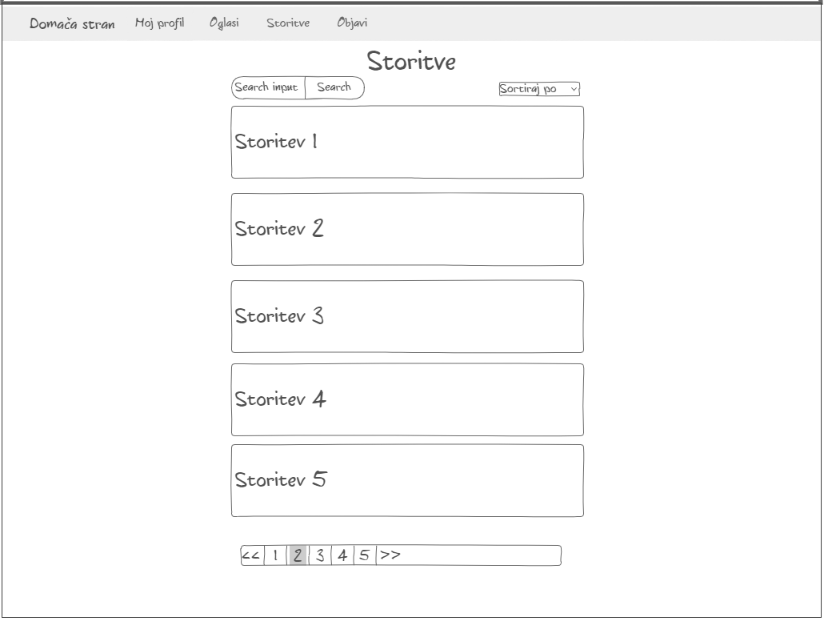 Domača stran Moj profil Oglasi Storitve Objavi
Storitve
Search input Search Sortiraj po
Storitev 1
Storitev 2
Storitev 3
Storitev 4
Storitev 5
<< 1 2 3 4 5 >>